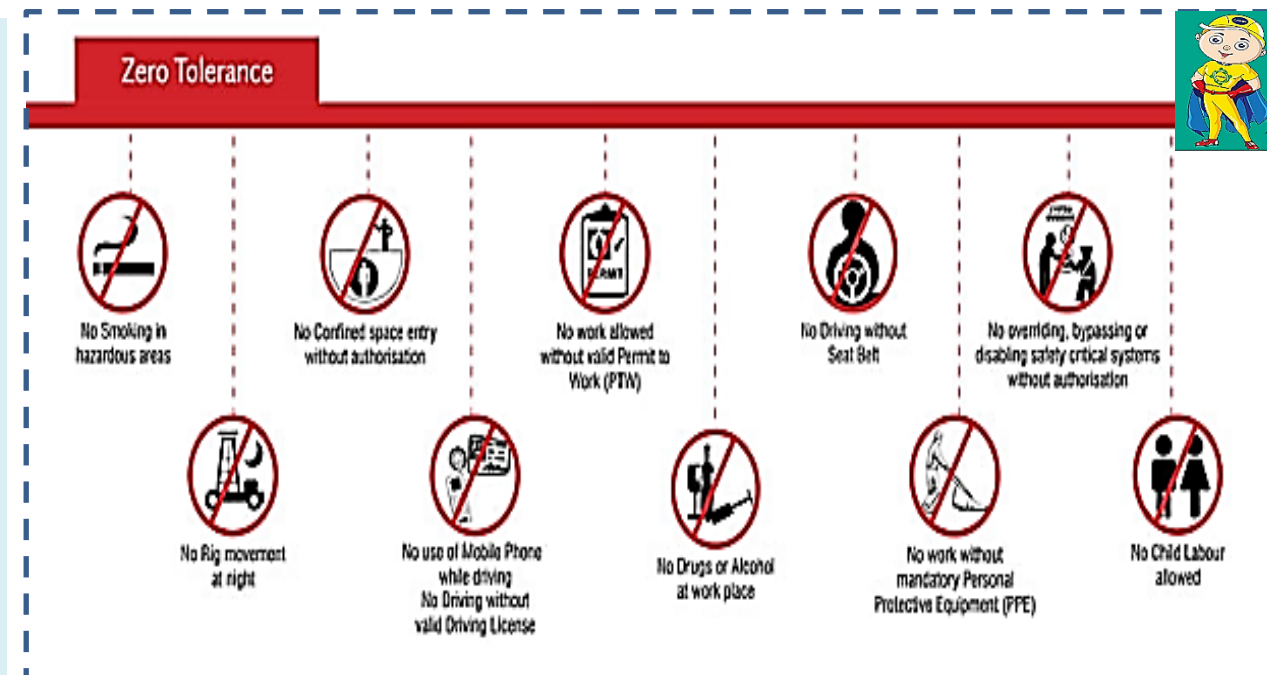 Zero Tolerance
No Smoking in
hazardous areas
No Confined space entry
without authorisation
No work allowed
without valid Permit to
Work (PTW)
No Driving without
Seat Belt
No overriding, bypassing or
disabling safety critical systems
without authorisation
PERMIT
No Rig movement
at night
No use of Mobile Phone
while driving
No Driving without
valid Driving License
No Drugs or Alcohol
at work place
No work without
mandatory Personal
Protective Equipment (PPE)
No Child Labour
allowed